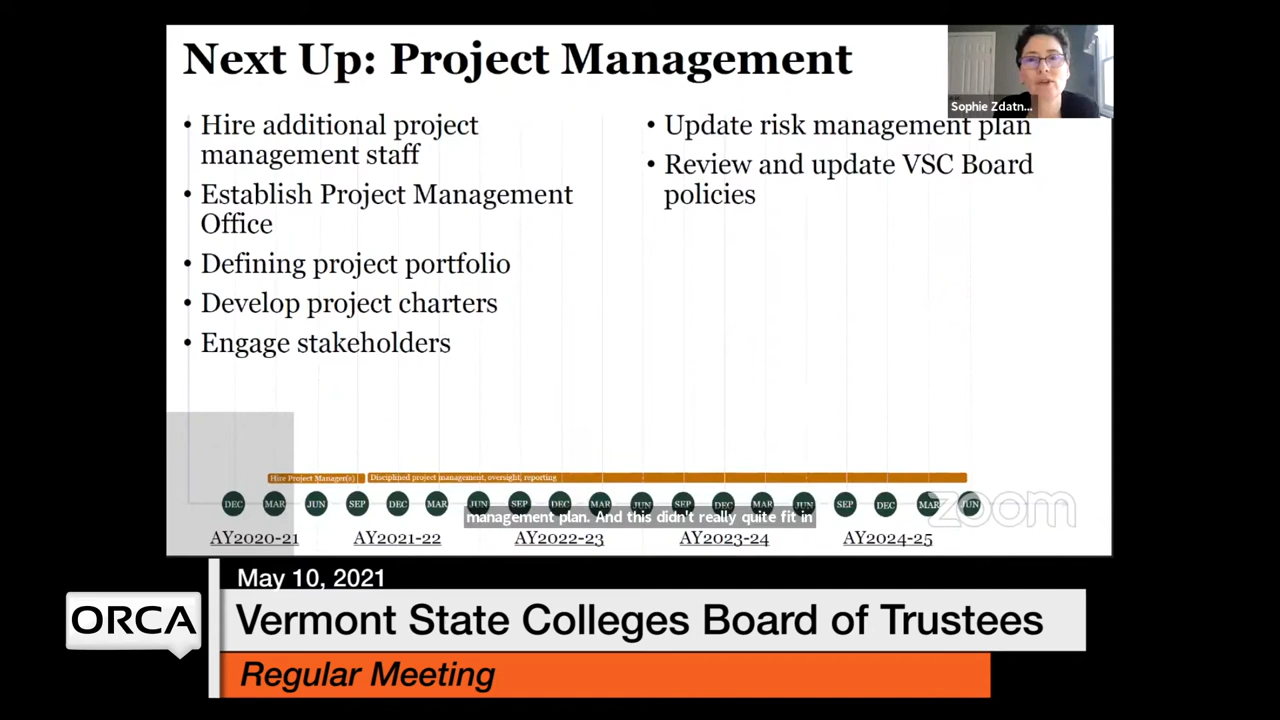 Next Up: Project Management
Sophie Zdatn...
• Hire additional project
management staff
• Establish Project Management
Office
• Defining project portfolio
• Develop project charters
• Engage stakeholders
• Update risk management plan
• Review and update VSC Board
policies
Hire Project Manager(s)
Disciplined project management, oversight, reporting
DEC MAR JUN SEP DEC MAR JUN SEP DEC MAR JUN SEP DEC MAR JUN SEP DEC MAR JUN
zoom
management plan. And this didn't really quite fit in
AY2020-21 AY2021-22 AY2022-23 AY2023-24 AY2024-25
May 10, 2021
ORCA
Vermont State Colleges Board of Trustees
Regular Meeting